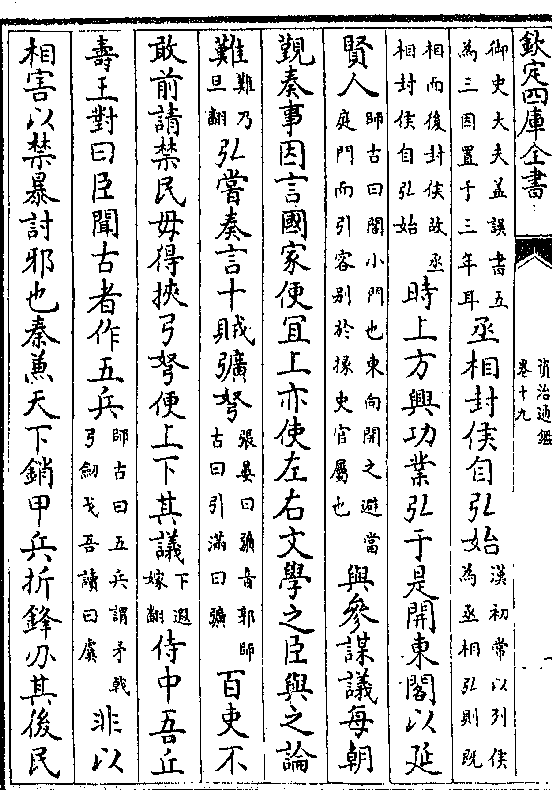 欽定四庫全書
資治通鑑
卷十九
御史大夫盖誤書五
為三因置于三年耳
丞相封侯自弘始
漢初常以列侯
為丞相弘則既
相而後封侯故丞
相封侯自弘始
時上方興功業弘于是開東閤以延
賢人
師古曰閤小門也東向開之避當
庭門而引客别於掾史官屬也
與參謀議每朝
覲奏事因言國家便宜上亦使左右文學之臣與之論
難
難乃
旦翻
弘嘗奏言十賊彍弩
張晏曰彍音郭師
古曰引滿曰彍
百吏不
敢前請禁民毋得挾弓弩便上下其議
下遐
嫁翻
侍中吾丘
壽王對曰臣聞古者作五兵
師古曰五兵謂矛戟
弓劒戈吾讀曰虞
非以
相害以禁暴討邪也秦兼天下銷甲兵折鋒刃其後民